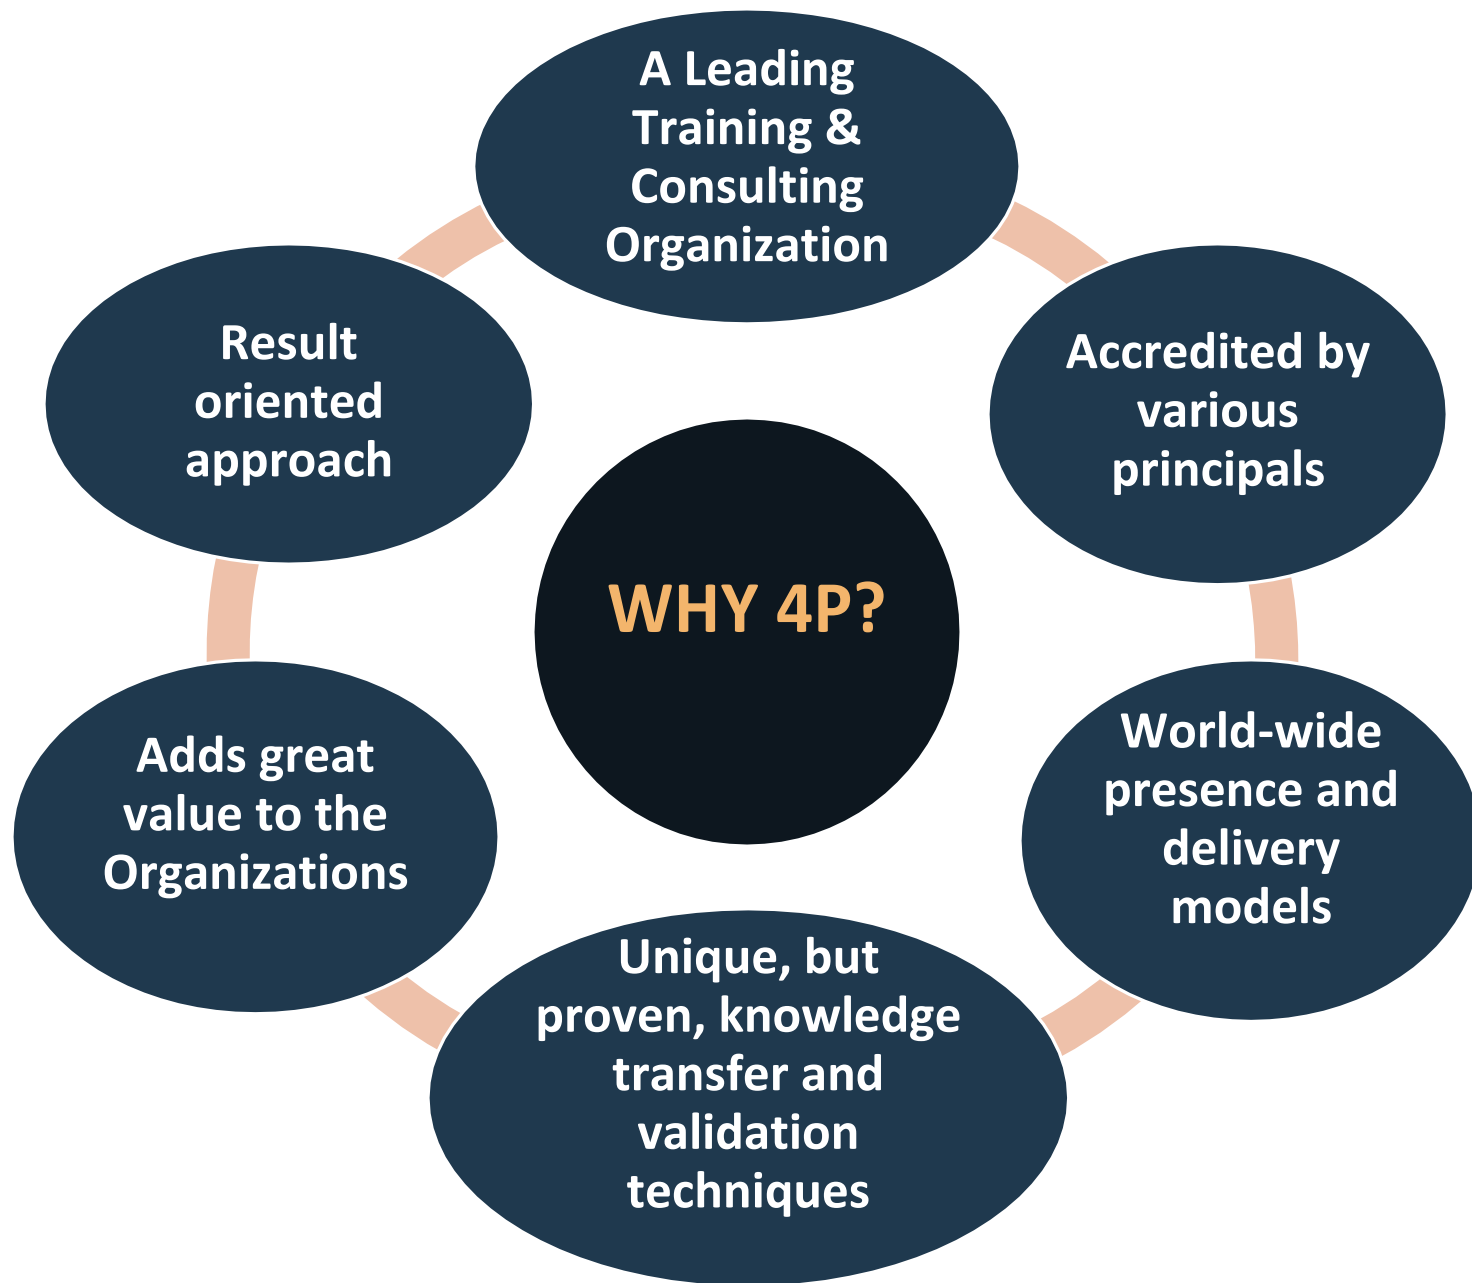 A Leading
Training &
Consulting
Organization
Accredited by
various
principals
World-wide
presence and
delivery
models
Unique, but
proven, knowledge
transfer and
validation
techniques
Adds great
value to the
Organizations
Result
oriented
approach
WHY 4P?